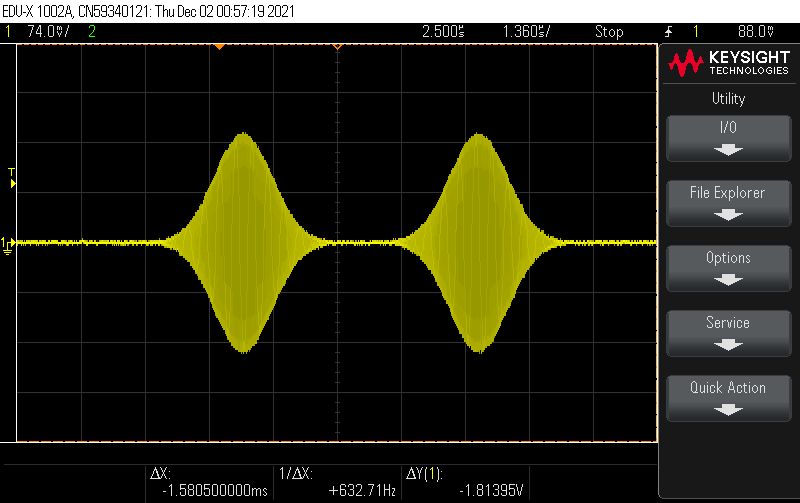 EDU-X 1002A, CN59340121: Thu Dec 02 00:57:19 2021
1 74.0V/ 2 2.500s 1.360s/ Stop 1 88.0V
KEYSIGHT
TECHNOLOGIES
Utility
I/O
File Explorer
T
Options
1
Service
Quick Action
ΔX: 1/ΔX: ΔY(1):
-1.580500000ms +632.71Hz -1.81395V